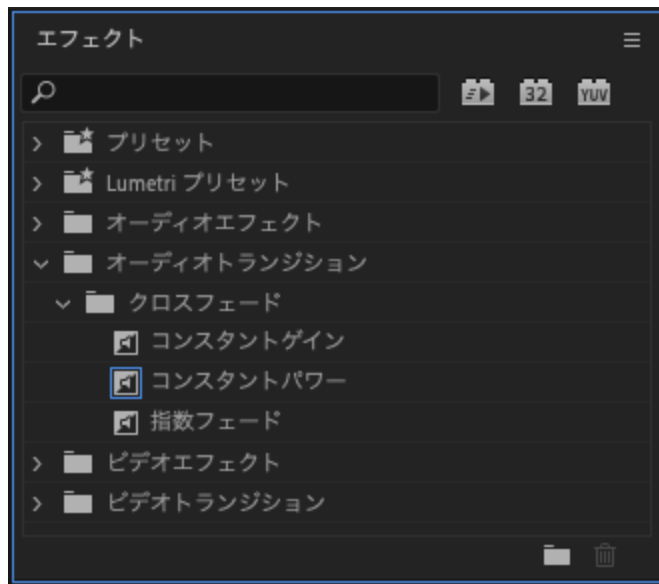 エフェクト
32 YUV
プリセット
Lumetri プリセット
オーディオエフェクト
オーディオトランジション
クロスフェード
コンスタントゲイン
コンスタントパワー
指数フェード
ビデオエフェクト
ビデオトランジション